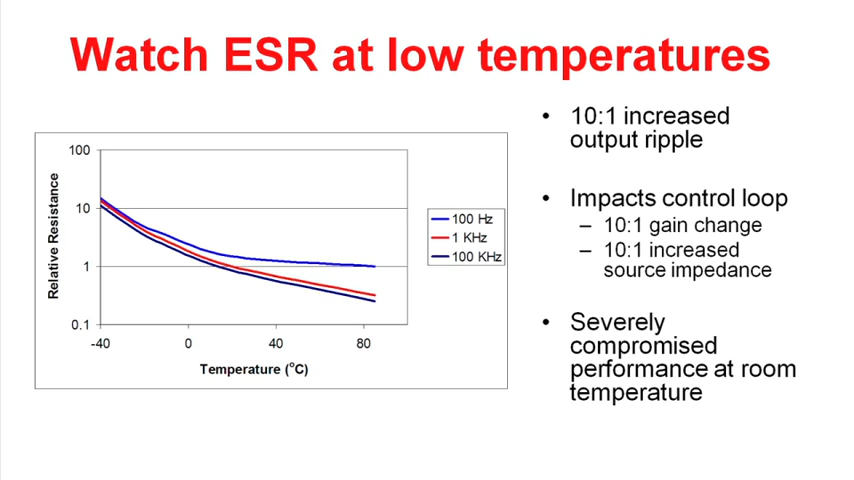 Watch ESR at low temperatures
100
10
1
0.1
Relative Resistance
-40
0
40
80
Temperature (°C)
100 Hz
1 KHz
100 KHz
• 10:1 increased
output ripple
• Impacts control loop
– 10:1 gain change
– 10:1 increased
source impedance
• Severely
compromised
performance at room
temperature